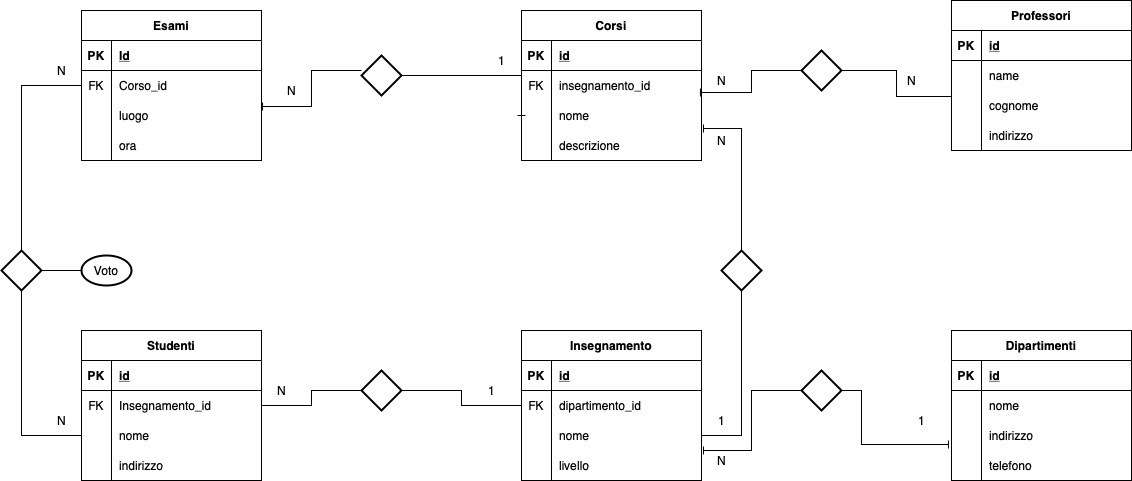 Esami
PK Id
FK Corso_id
luogo
ora
N
N
1
Corsi
PK id
FK insegnamento_id
nome
descrizione
N
N
N
Professori
PK id
name
cognome
indirizzo
Voto
Studenti
PK id
FK Insegnamento_id
nome
indirizzo
N
N
1
Insegnamento
PK id
FK dipartimento_id
nome
livello
1
N
1
Dipartimenti
PK id
nome
indirizzo
telefono